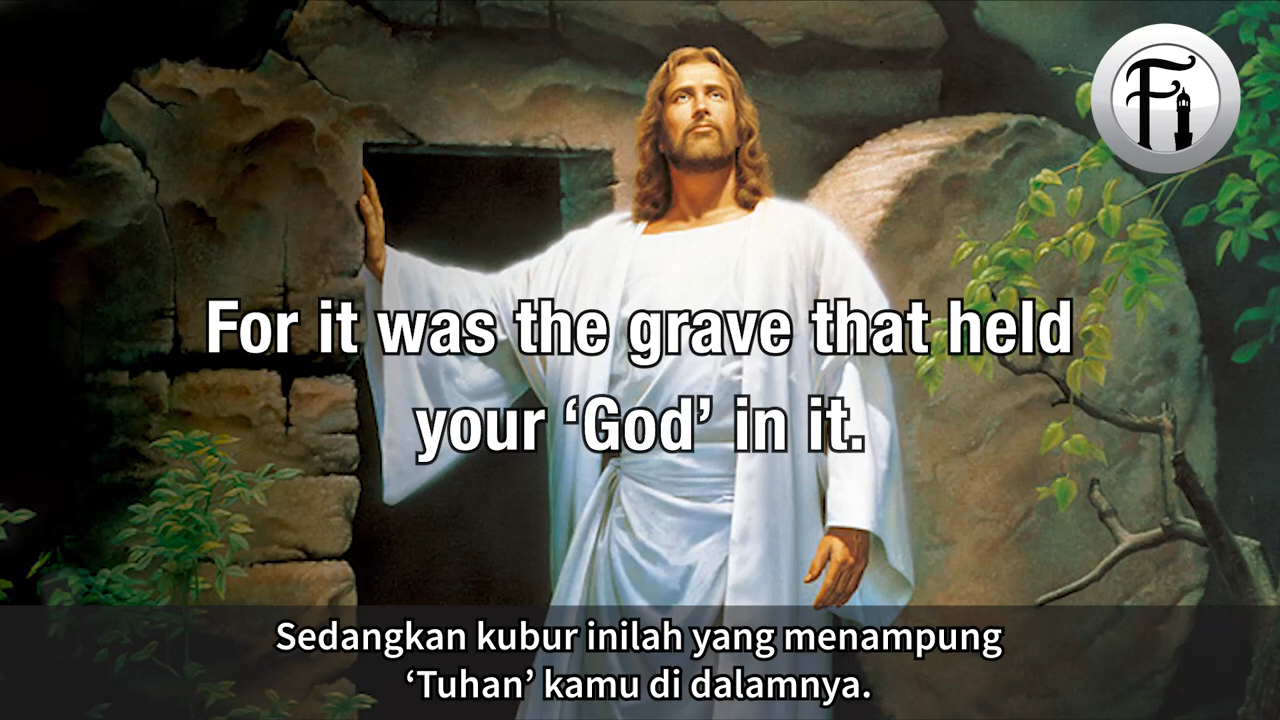 Fi
For it was the grave that held
your ‘God’ in it.
Sedangkan kubur inilah yang menampung
‘Tuhan’ kamu di dalamnya.